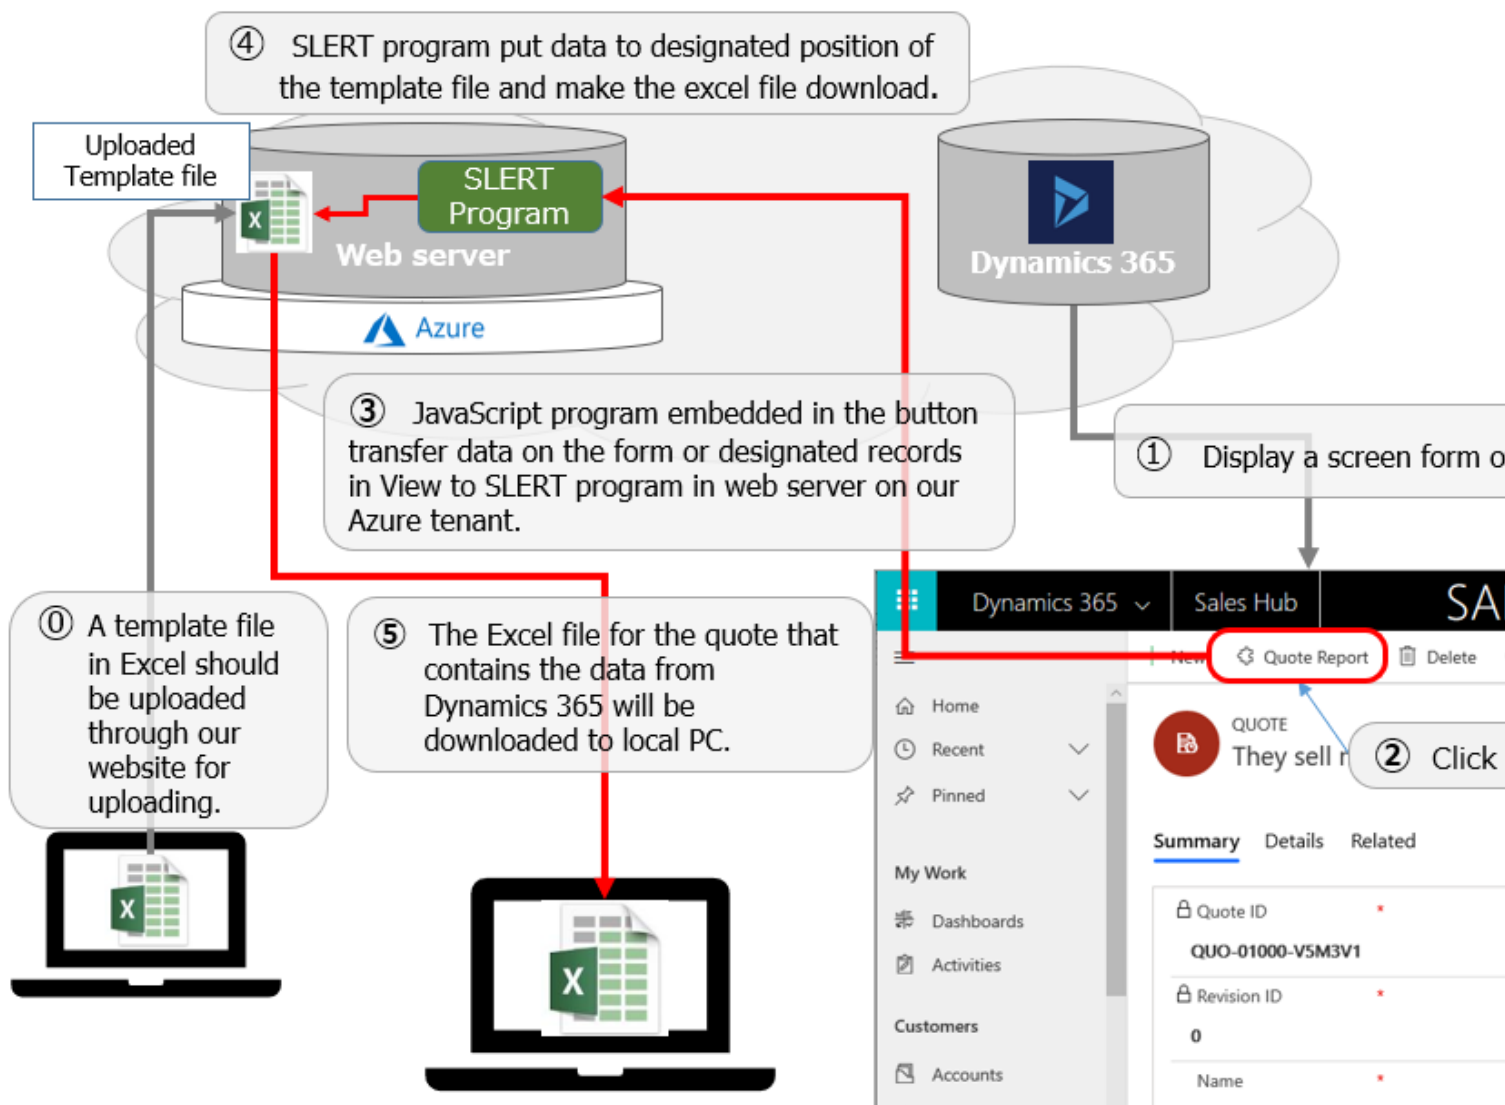 ④ SLERT program put data to designated position of
the template file and make the excel file download.
Uploaded
Template file
SLERT
Program
Web server
Azure
Dynamics 365
③ JavaScript program embedded in the button
transfer data on the form or designated records
in View to SLERT program in web server on our
Azure tenant.
① Display a screen form o
⓪ A template file
in Excel should
be uploaded
through our
website for
uploading.
⑤ The Excel file for the quote that
contains the data from
Dynamics 365 will be
downloaded to local PC.
Dynamics 365
Sales Hub
SA
New
Quote Report
Delete
Home
Recent
Pinned
My Work
Dashboards
Activities
Customers
Accounts
QUOTE
They sell
② Click
Summary Details Related
Quote ID *
QUO-01000-V5M3V1
Revision ID *
0
Name *